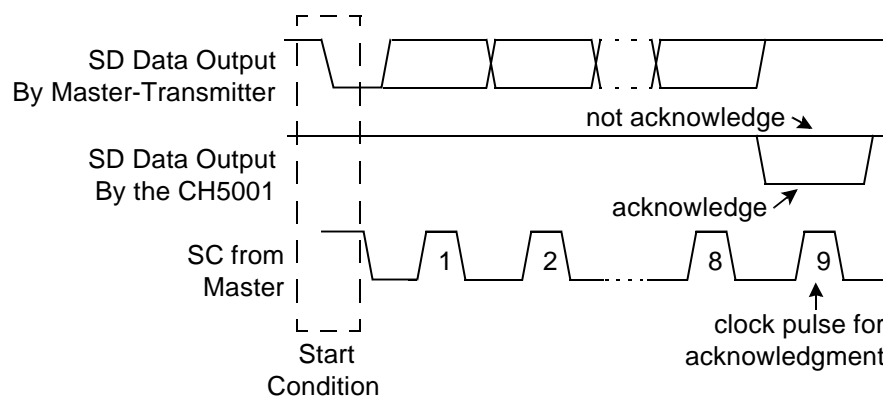 SD Data Output
By Master-Transmitter
not acknowledge
SD Data Output
By the CH5001
acknowledge
SC from
Master
1
2
8
9
clock pulse for
acknowledgment
Start
Condition